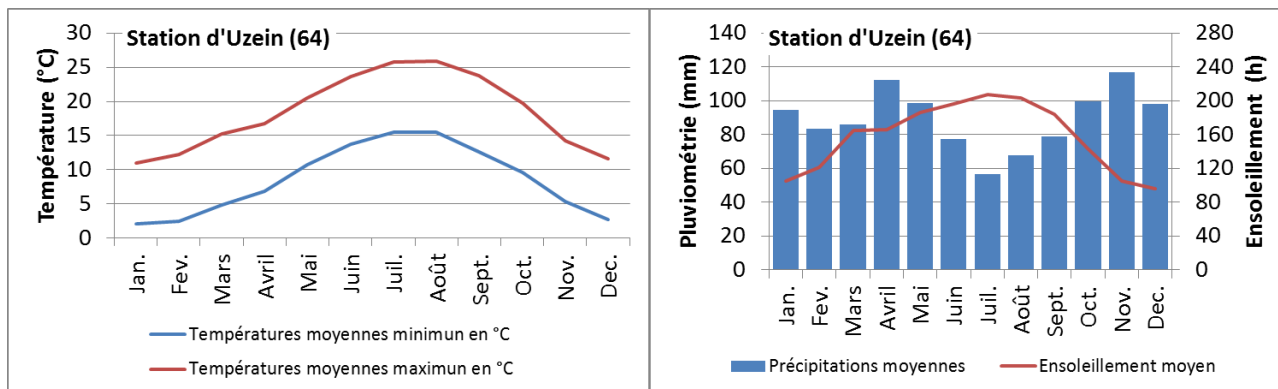 Station d'Uzein (64)
Température (°C)
30
25
20
15
10
5
0
Jan. Fev. Mars Avril Mai Juin Juil. Août Sept. Oct. Nov. Dec.
Températures moyennes minimun en °C
Températures moyennes maximun en °C
Station d'Uzein (64)
Pluviométrie (mm)
140
120
100
80
60
40
20
0
280
240
200
160
120
80
40
0
Ensoleillement (h)
Jan. Fev. Mars Avril Mai Juin Juil. Août Sept. Oct. Nov. Dec.
Précipitations moyennes Ensoleillement moyen